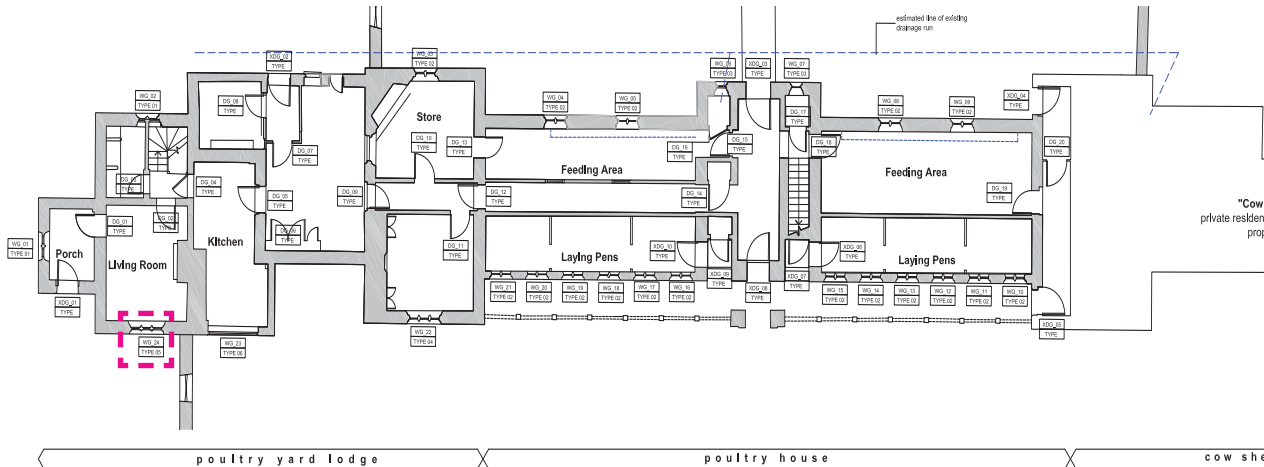 estimated line of existing
drainage run
XDG_02
TYPE
WG_03
TYPE 02
TYPE 03
XDG_03
TYPE
WG_07
TYPE 03
WG_02
TYPE 01
DG_08
TYPE
Store
WG_04
TYPE 02
WG_05
TYPE 02
DG_17
TYPE
WG_08
TYPE 02
WG_09
TYPE 02
XDG_04
TYPE
DG_07
TYPE
DG_10
TYPE
DG_13
TYPE
DG_16
TYPE
DG_15
TYPE
DG_18
TYPE
DG_20
TYPE
Feeding Area
Feeding Area
TYPE
DG_04
TYPE
DG_05
TYPE
DG_09
TYPE
DG_12
TYPE
DG_14
TYPE
DG_19
TYPE
"Cow
private residen
prop
DG_01
TYPE
DG_02
TYPE
DG_06
TYPE
DG_11
TYPE
XDG_10
TYPE
XDG_06
TYPE
WG_01
TYPE 01
Porch
Living Room
Kitchen
Laying Pens
Laying Pens
XDG_09
TYPE
XDG_07
TYPE
XDG_01
TYPE
WG_21
TYPE 02
WG_20
TYPE 02
WG_19
TYPE 02
WG_18
TYPE 02
WG_17
TYPE 02
WG_16
TYPE 02
XDG_08
TYPE
WG_15
TYPE 02
WG_14
TYPE 02
WG_13
TYPE 02
WG_12
TYPE 02
WG_11
TYPE 02
WG_10
TYPE 02
XDG_05
TYPE
WG_24
TYPE 05
WG_23
TYPE 06
WG_22
TYPE 04
poultry yard lodge
poultry house
cow she